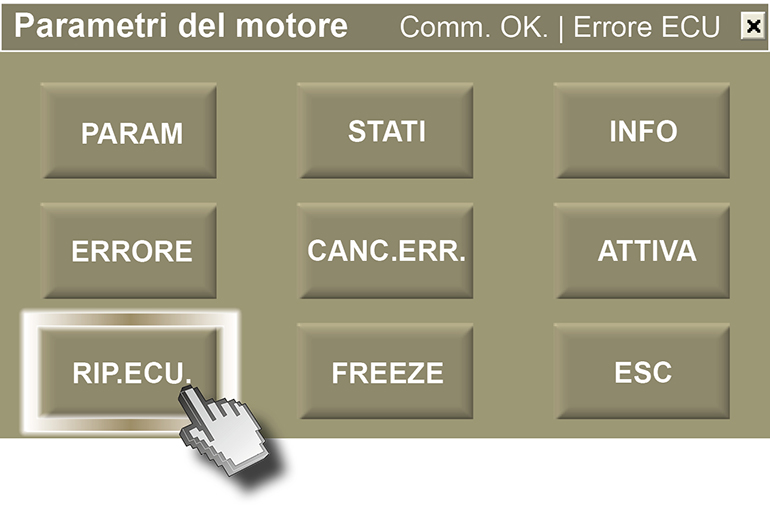 Parametri del motore Comm. OK. | Errore ECU
PARAM STATI INFO
ERRORE CANC.ERR. ATTIVA
RIP.ECU. FREEZE ESC